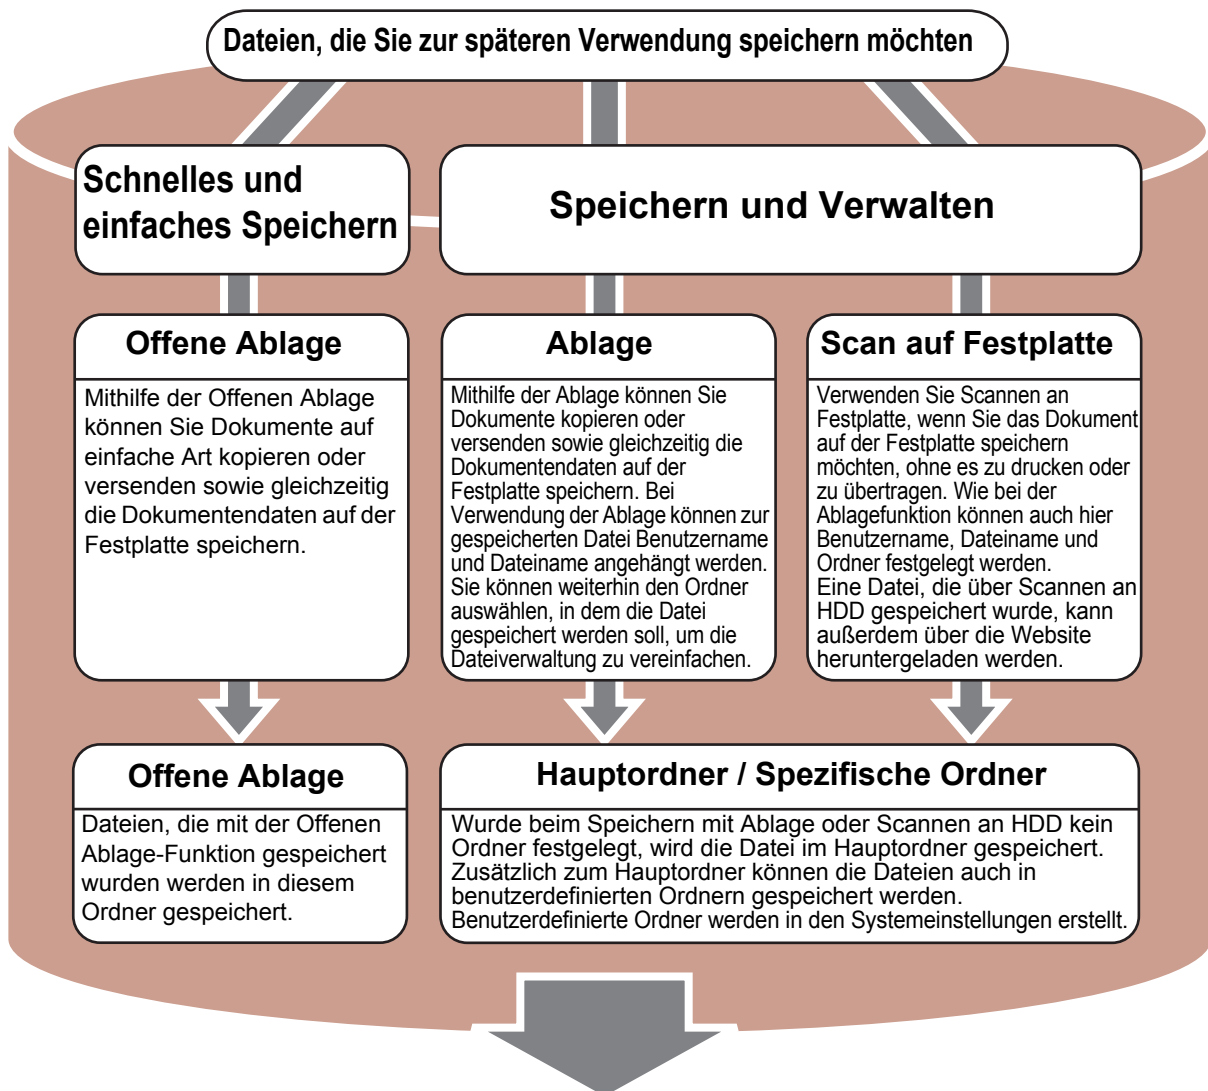 Dateien, die Sie zur späteren Verwendung speichern möchten
Schnelles und
einfaches Speichern
Speichern und Verwalten
Offene Ablage
Mithilfe der Offenen Ablage
können Sie Dokumente auf
einfache Art kopieren oder
versenden sowie gleichzeitig
die Dokumentendaten auf der
Festplatte speichern.
Ablage
Mithilfe der Ablage können Sie
Dokumente kopieren oder
versenden sowie gleichzeitig die
Dokumentendaten auf der
Festplatte speichern. Bei
Verwendung der Ablage können zur
gespeicherten Datei Benutzername
und Dateiname angehängt werden.
Sie können weiterhin den Ordner
auswählen, in dem die Datei
gespeichert werden soll, um die
Dateiverwaltung zu vereinfachen.
Scan auf Festplatte
Verwenden Sie Scannen an
Festplatte, wenn Sie das Dokument
auf der Festplatte speichern
möchten, ohne es zu drucken oder
zu übertragen. Wie bei der
Ablagefunktion können auch hier
Benutzername, Dateiname und
Ordner festgelegt werden.
Eine Datei, die über Scannen an
HDD gespeichert wurde, kann
außerdem über die Website
heruntergeladen werden.
Offene Ablage
Dateien, die mit der Offenen
Ablage-Funktion gespeichert
wurden werden in diesem
Ordner gespeichert.
Hauptordner / Spezifische Ordner
Wurde beim Speichern mit Ablage oder Scannen an HDD kein
Ordner festgelegt, wird die Datei im Hauptordner gespeichert.
Zusätzlich zum Hauptordner können die Dateien auch in
benutzerdefinierten Ordnern gespeichert werden.
Benutzerdefinierte Ordner werden in den Systemeinstellungen erstellt.